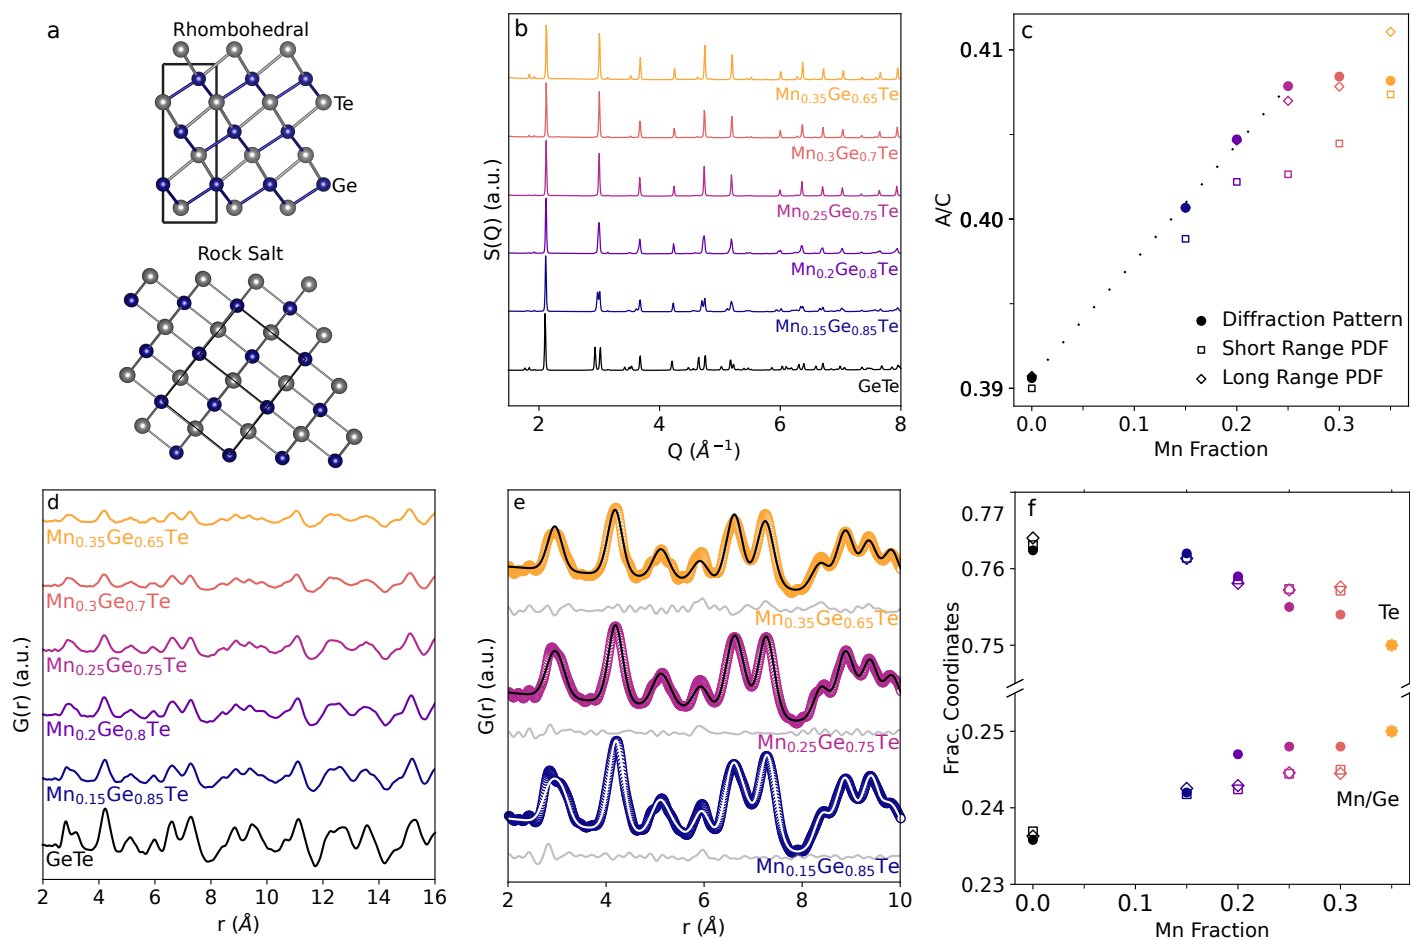 a
Rhombohedral
Te
Ge
Rock Salt
b
S(Q) (a.u.)
Mn0.35Ge0.65Te
Mn0.3Ge0.7Te
Mn0.25Ge0.75Te
Mn0.2Ge0.8Te
Mn0.15Ge0.85Te
GeTe
2 4 6 8
Q (Å−1)
c
A/C
0.41
0.40
0.39
Diffraction Pattern
Short Range PDF
Long Range PDF
0.0 0.1 0.2 0.3
Mn Fraction
d
G(r) (a.u.)
Mn0.35Ge0.65Te
Mn0.3Ge0.7Te
Mn0.25Ge0.75Te
Mn0.2Ge0.8Te
Mn0.15Ge0.85Te
GeTe
2 4 6 8 10 12 14 16
r (Å)
e
G(r) (a.u.)
Mn0.35Ge0.65Te
Mn0.25Ge0.75Te
Mn0.15Ge0.85Te
2 4 6 8 10
r (Å)
f
Frac. Coordinates
0.77
0.76
0.75
0.25
0.24
0.23
Te
Mn/Ge
0.0 0.1 0.2 0.3
Mn Fraction